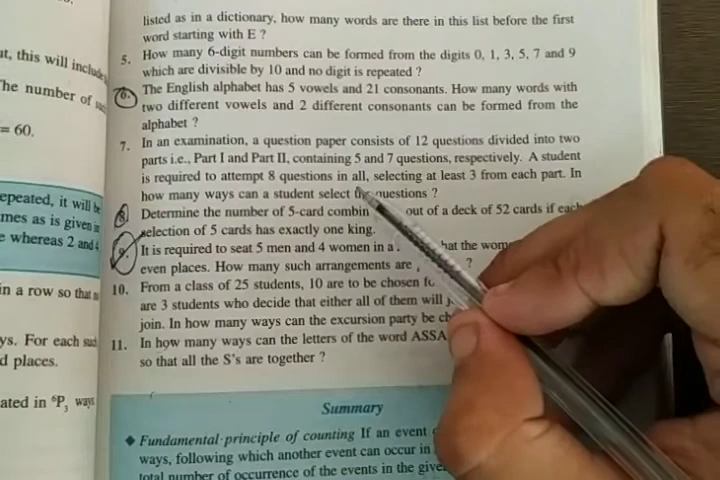 ut, this will include
The number of
= 60.
epeated, it will be
mes as is given in
e whereas 2 and 4
in a row so that
ys. For each such
d places.
ated in ⁶P₃ ways
listed as in a dictionary, how many words are there in this list before the first
word starting with E ?
5. How many 6-digit numbers can be formed from the digits 0, 1, 3, 5, 7 and 9
which are divisible by 10 and no digit is repeated ?
6. The English alphabet has 5 vowels and 21 consonants. How many words with
two different vowels and 2 different consonants can be formed from the
alphabet ?
7. In an examination, a question paper consists of 12 questions divided into two
parts i.e., Part I and Part II, containing 5 and 7 questions, respectively. A student
is required to attempt 8 questions in all, selecting at least 3 from each part. In
how many ways can a student select the questions ?
8. Determine the number of 5-card combin out of a deck of 52 cards if each
selection of 5 cards has exactly one king.
9. It is required to seat 5 men and 4 women in a hat the wom
even places. How many such arrangements are ?
10. From a class of 25 students, 10 are to be chosen fo
are 3 students who decide that either all of them will j
join. In how many ways can the excursion party be ch
11. In how many ways can the letters of the word ASSA
so that all the S's are together ?
Summary
◆ Fundamental principle of counting If an event
ways, following which another event can occur in
total number of occurrence of the events in the give